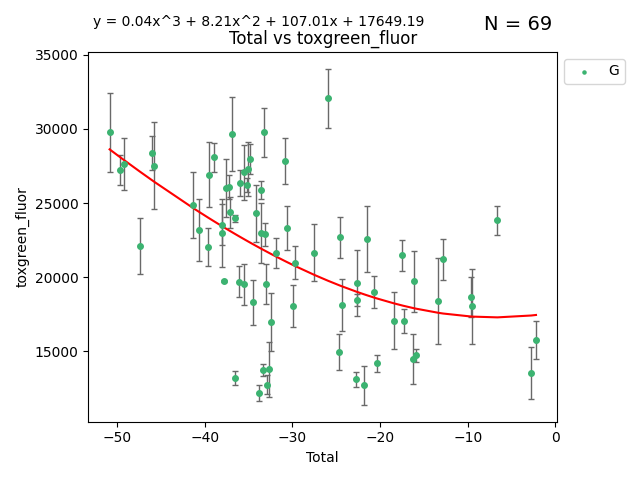 y = 0.04x^3 + 8.21x^2 + 107.01x + 17649.19
N = 69
Total vs toxgreen_fluor
G
35000
30000
25000
20000
15000
toxgreen_fluor
−50
−40
−30
−20
−10
0
Total